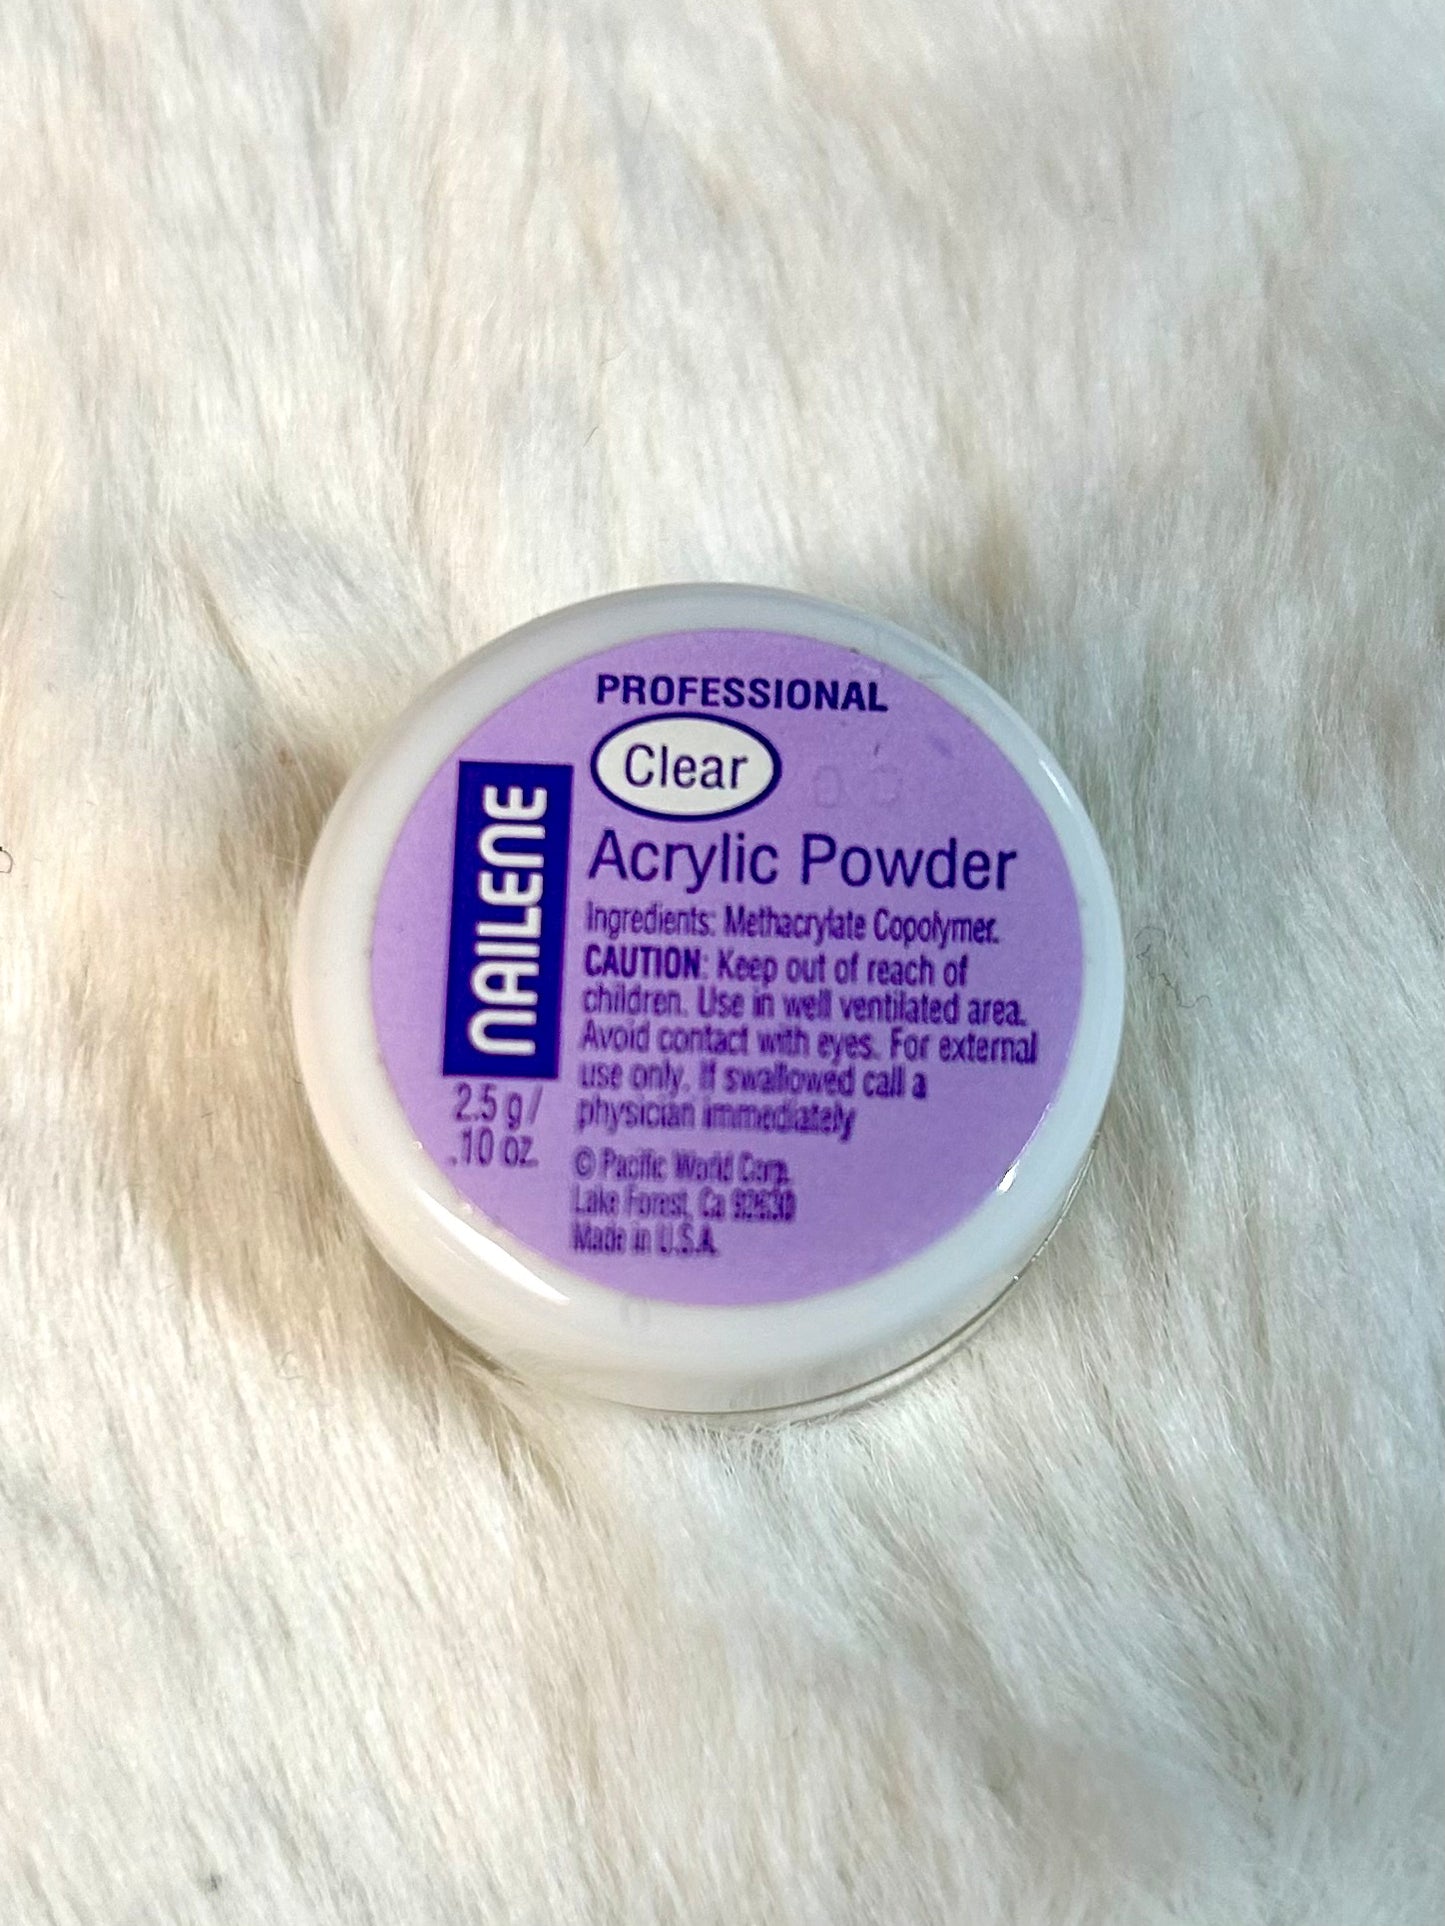 PROFESSIONAL
Clear
Acrylic Powder
NAILENE
2.5 g/
.10 oz.
Ingredients: Methacrylate Copolymer.
CAUTION: Keep out of reach of
children. Use in well ventilated area.
Avoid contact with eyes. For external
use only. If swallowed call a
physician immediately
© Pacific World Corp.
Lake Forest, Ca 92630
Made in U.S.A.